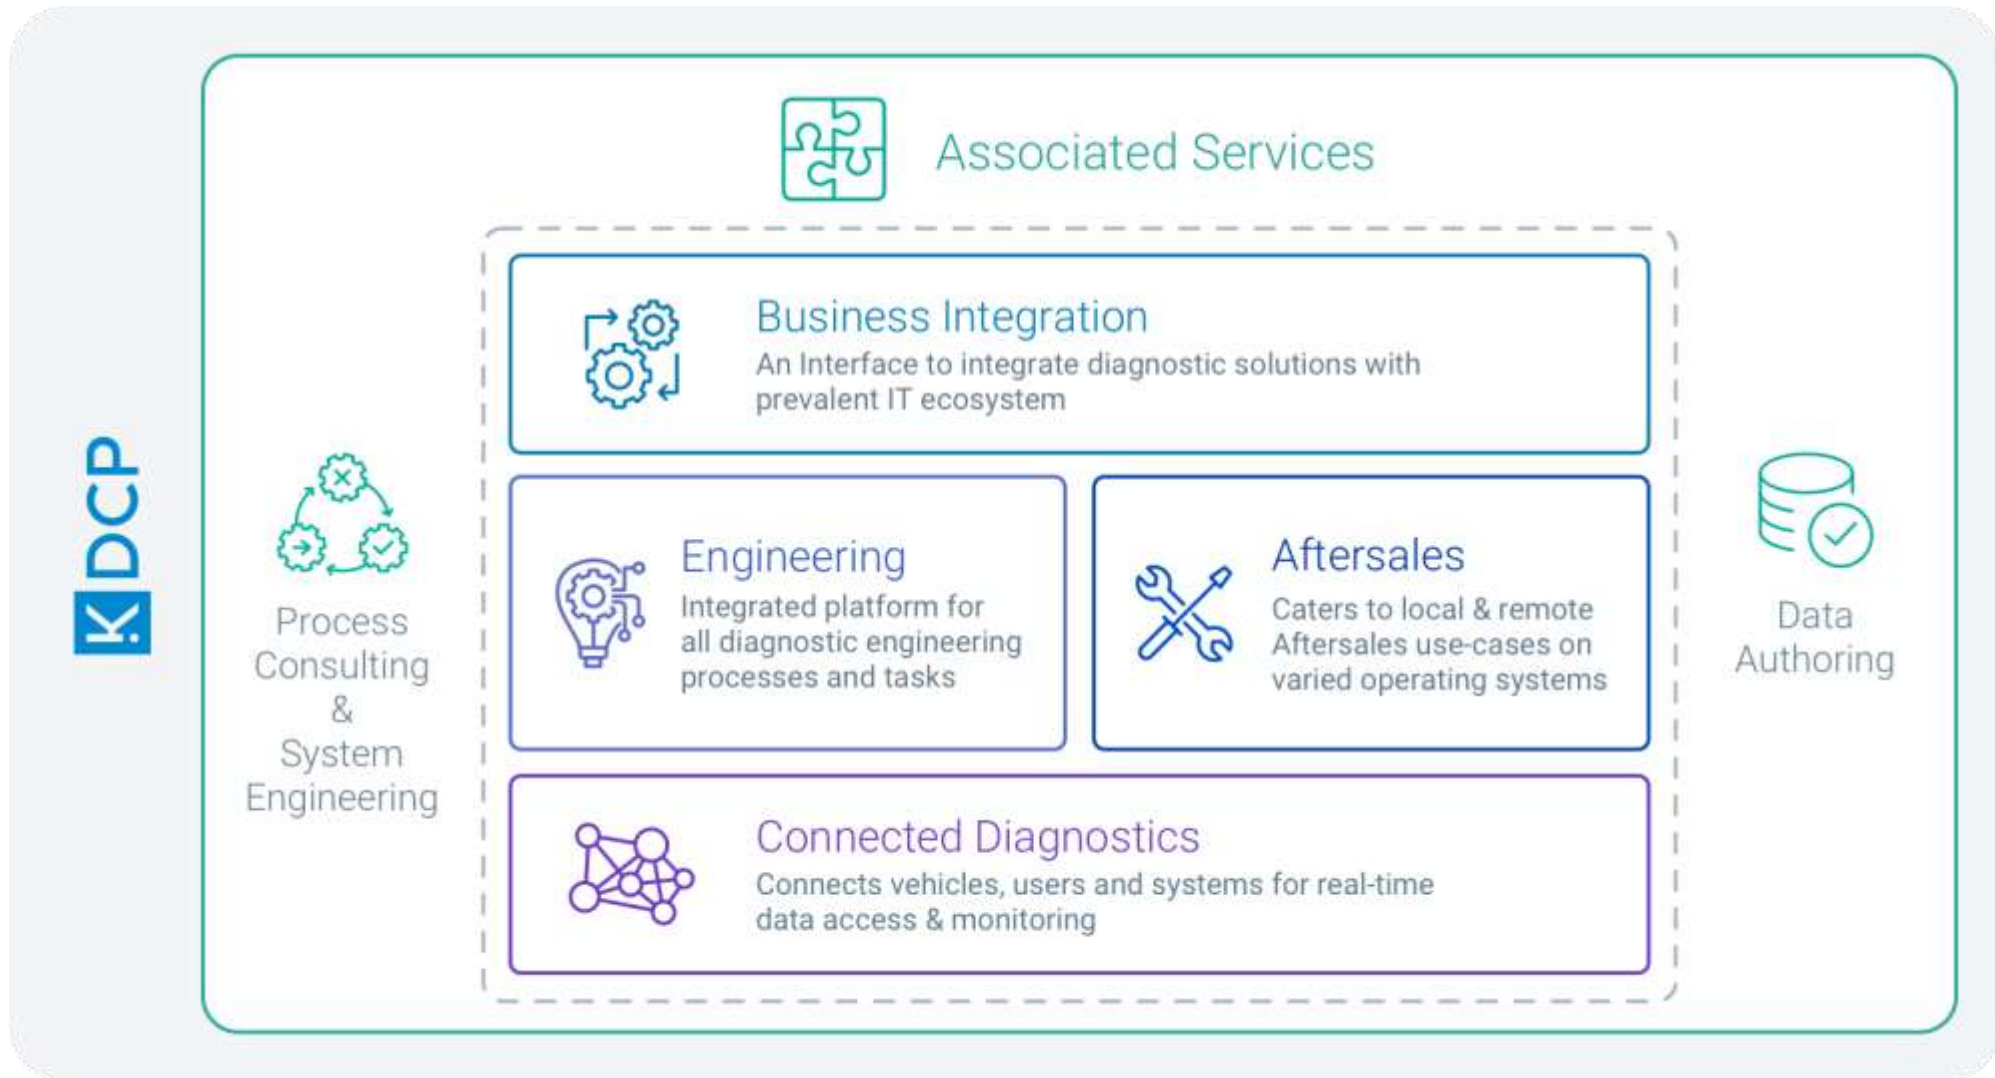 K DCP
Associated Services
Business Integration
An Interface to integrate diagnostic solutions with
prevalent IT ecosystem
Process
Consulting
&
System
Engineering
Engineering
Integrated platform for
all diagnostic engineering
processes and tasks
Aftersales
Caters to local & remote
Aftersales use-cases on
varied operating systems
Data
Authoring
Connected Diagnostics
Connects vehicles, users and systems for real-time
data access & monitoring